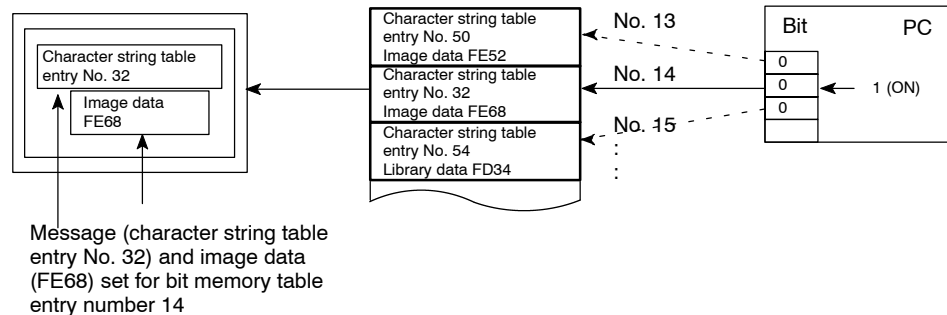 Character string table
entry No. 32
Image data
FE68
Message (character string table
entry No. 32) and image data
(FE68) set for bit memory table
entry number 14
Character string table
entry No. 50
Image data FE52
Character string table
entry No. 32
Image data FE68
Character string table
entry No. 54
Library data FD34
No. 13
No. 14
No. 15
:
:
Bit
PC
0
0
0
1 (ON)